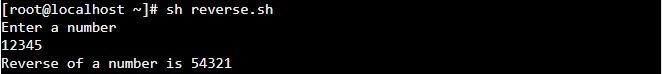 [root@localhost ~]# sh reverse.sh
Enter a number
12345
Reverse of a number is 54321